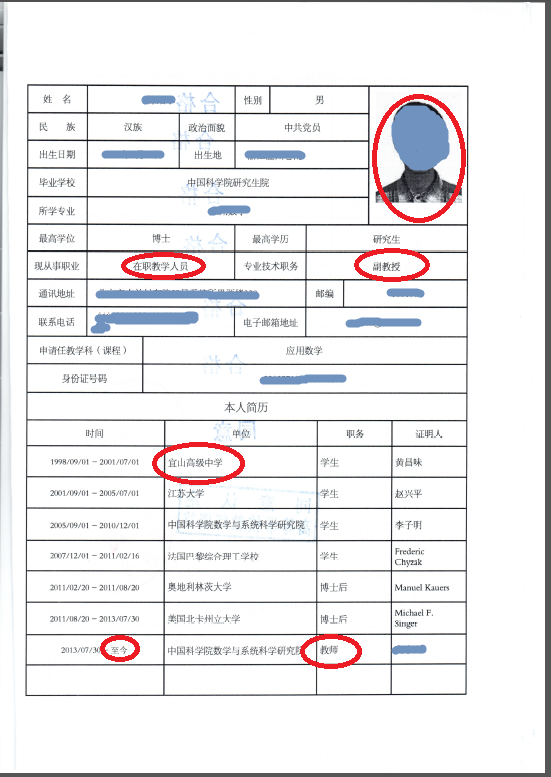 姓 名
性别
男
民 族
汉族
政治面貌
中共党员
出生日期
出生地
毕业学校
中国科学院研究生院
所学专业
最高学位
博士
最高学历
研究生
现从事职业
在职教学人员
专业技术职务
副教授
通讯地址
邮编
联系电话
电子邮箱地址
申请任教学科（课程）
应用数学
身份证号码
本人简历
时间
单位
职务
证明人
1998/09/01 - 2001/07/01
宜山高级中学
学生
黄昌味
2001/09/01 - 2005/07/01
江苏大学
学生
赵兴平
2005/09/01 - 2010/12/01
中国科学院数学与系统科学研究院
学生
李子明
2007/12/01 - 2011/02/16
法国巴黎综合理工学校
学生
Frederic
Chyzak
2011/02/20 - 2011/08/20
奥地利林茨大学
博士后
Manuel Kauers
2011/08/20 - 2013/07/30
美国北卡州立大学
博士后
Michael F.
Singer
2013/07/30 - 至今
中国科学院数学与系统科学研究院
教师